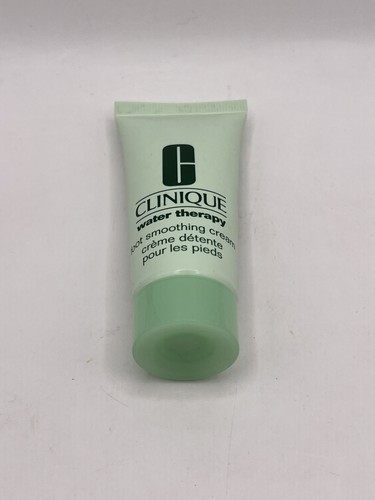 C
CLINIQUE
water therapy
foot smoothing cream
crème détente
pour les pieds